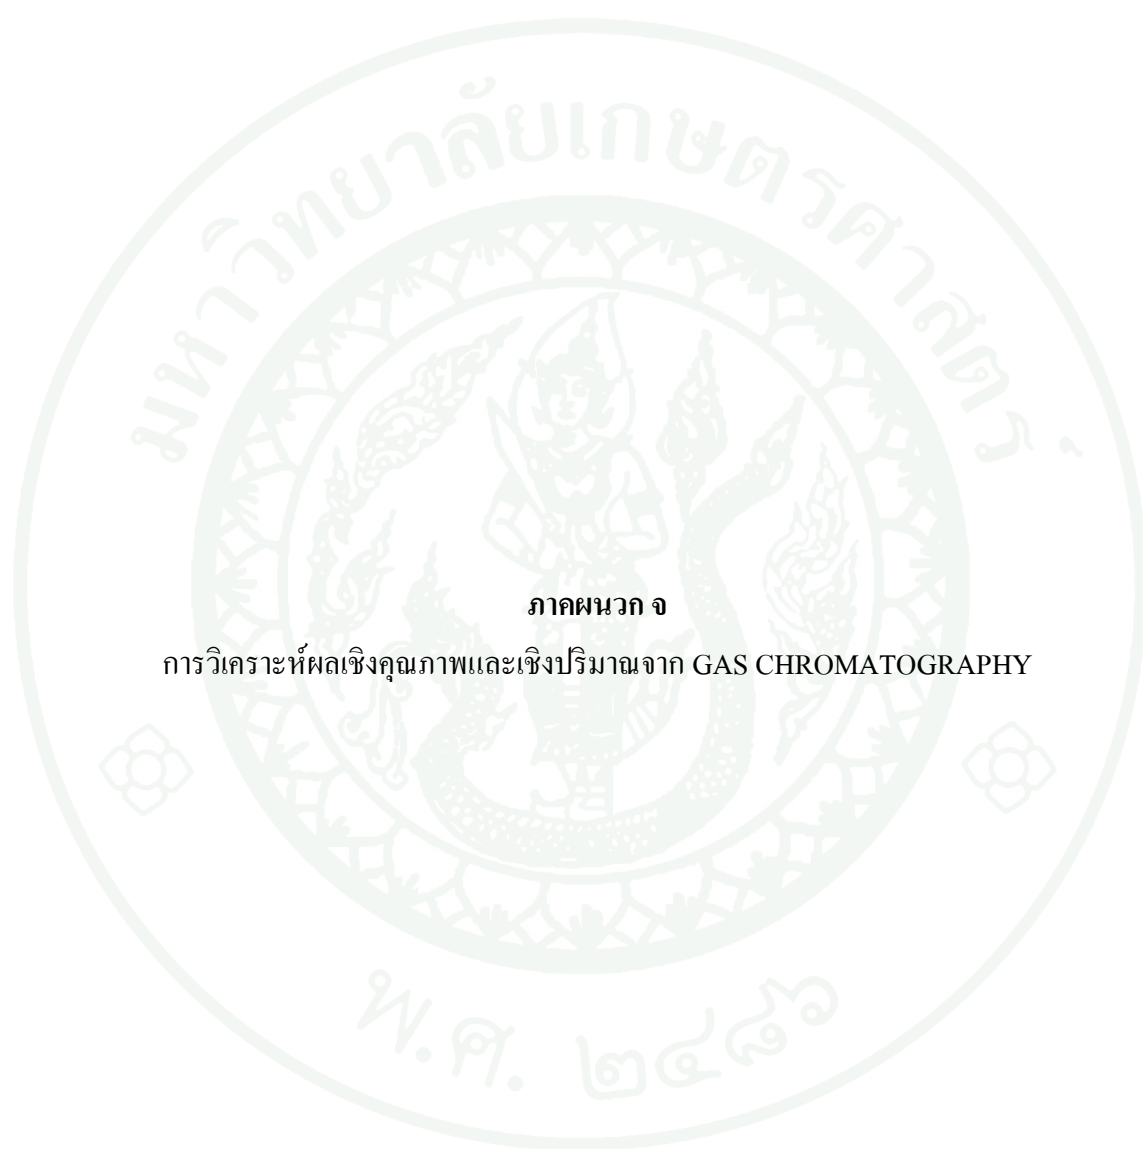 มหาวิทยาลัยเกษตรศาสตร์
ภาคผนวก จ
การวิเคราะห์ผลเชิงคุณภาพและเชิงปริมาณจาก GAS CHROMATOGRAPHY
พ.ศ. ๒๔๘๖